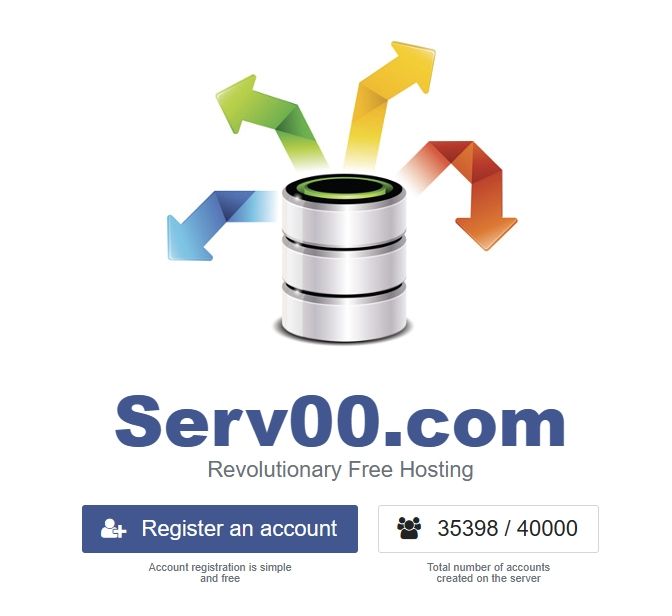 Serv00.com
Revolutionary Free Hosting
Register an account
35398 / 40000
Account registration is simple
and free
Total number of accounts
created on the server